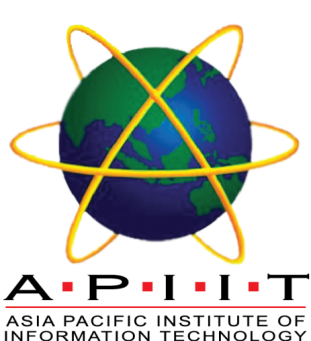 A·P·I·I·T
ASIA PACIFIC INSTITUTE OF
INFORMATION TECHNOLOGY